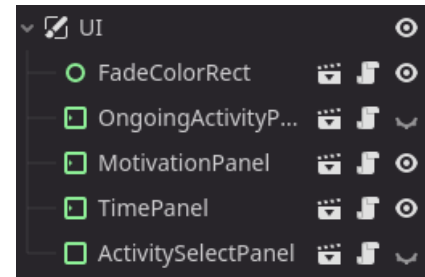 UI
FadeColorRect
OngoingActivityP...
MotivationPanel
TimePanel
ActivitySelectPanel